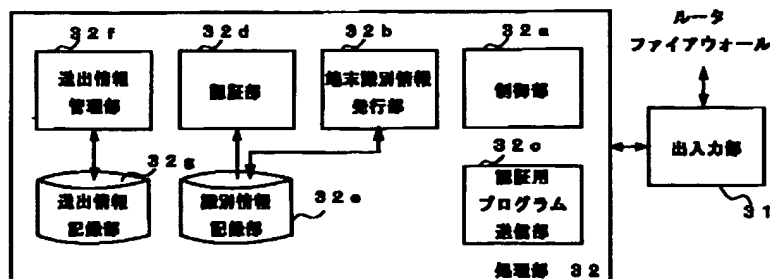 32f
32d
32b
32a
ルータ
ファイアウォール
送出情報
管理部
認証部
端末識別情報
発行部
制御部
32g
32c
出入力部
送出情報
記録部
識別情報
記録部
32e
認証用
プログラム
送信部
31
処理部 32